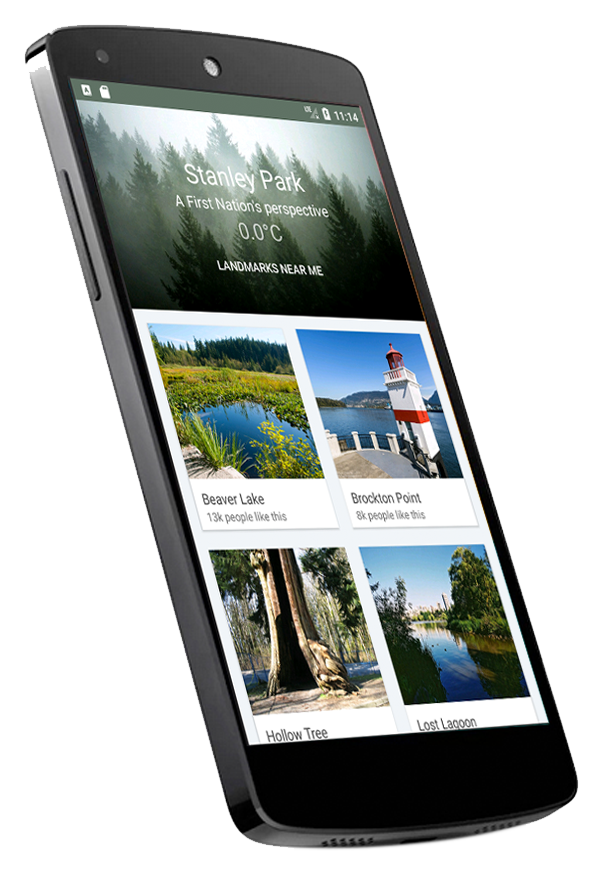 LTE 11:14
Stanley Park
A First Nation's perspective
0.0°C
LANDMARKS NEAR ME
Beaver Lake
13k people like this
Brockton Point
8k people like this
Hollow Tree
Lost Lagoon